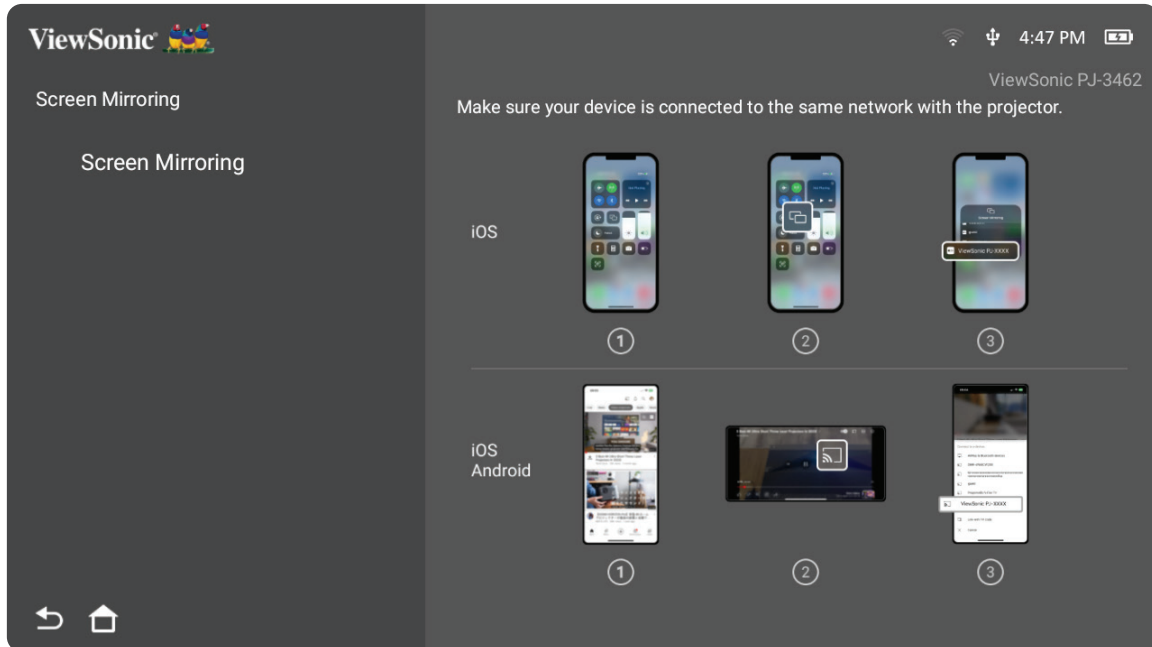 ViewSonic
4:47 PM
ViewSonic PJ-3462
Screen Mirroring
Make sure your device is connected to the same network with the projector.
Screen Mirroring
iOS
ViewSonic PJ-XXXX
1
2
3
iOS
Android
ViewSonic PJ-XXXX
1
2
3